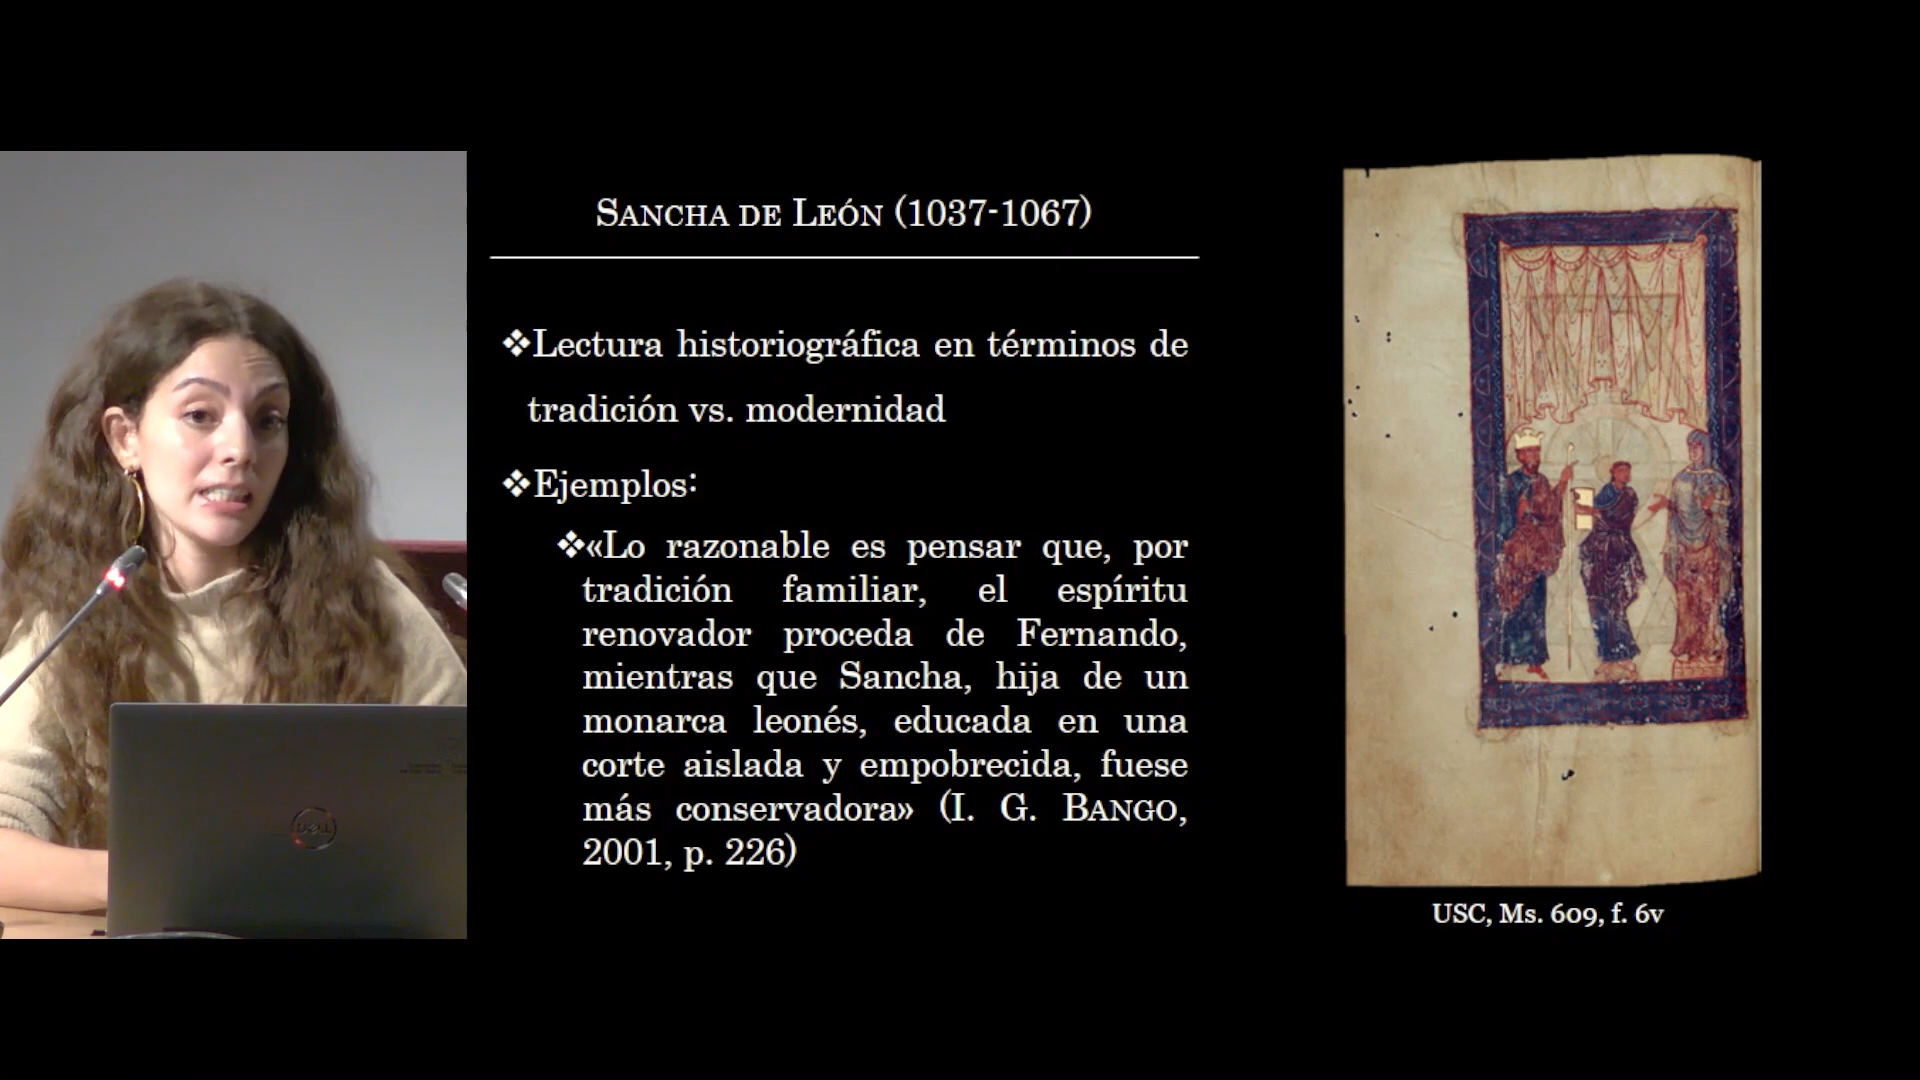 SANCHA DE LEÓN (1037-1067)
❖Lectura historiográfica en términos de
tradición vs. modernidad
❖Ejemplos:
❖«Lo razonable es pensar que, por
tradición familiar, el espíritu
renovador proceda de Fernando,
mientras que Sancha, hija de un
monarca leonés, educada en una
corte aislada y empobrecida, fuese
más conservadora» (I. G. BANGO,
2001, p. 226)
USC, Ms. 609, f. 6v
DELL